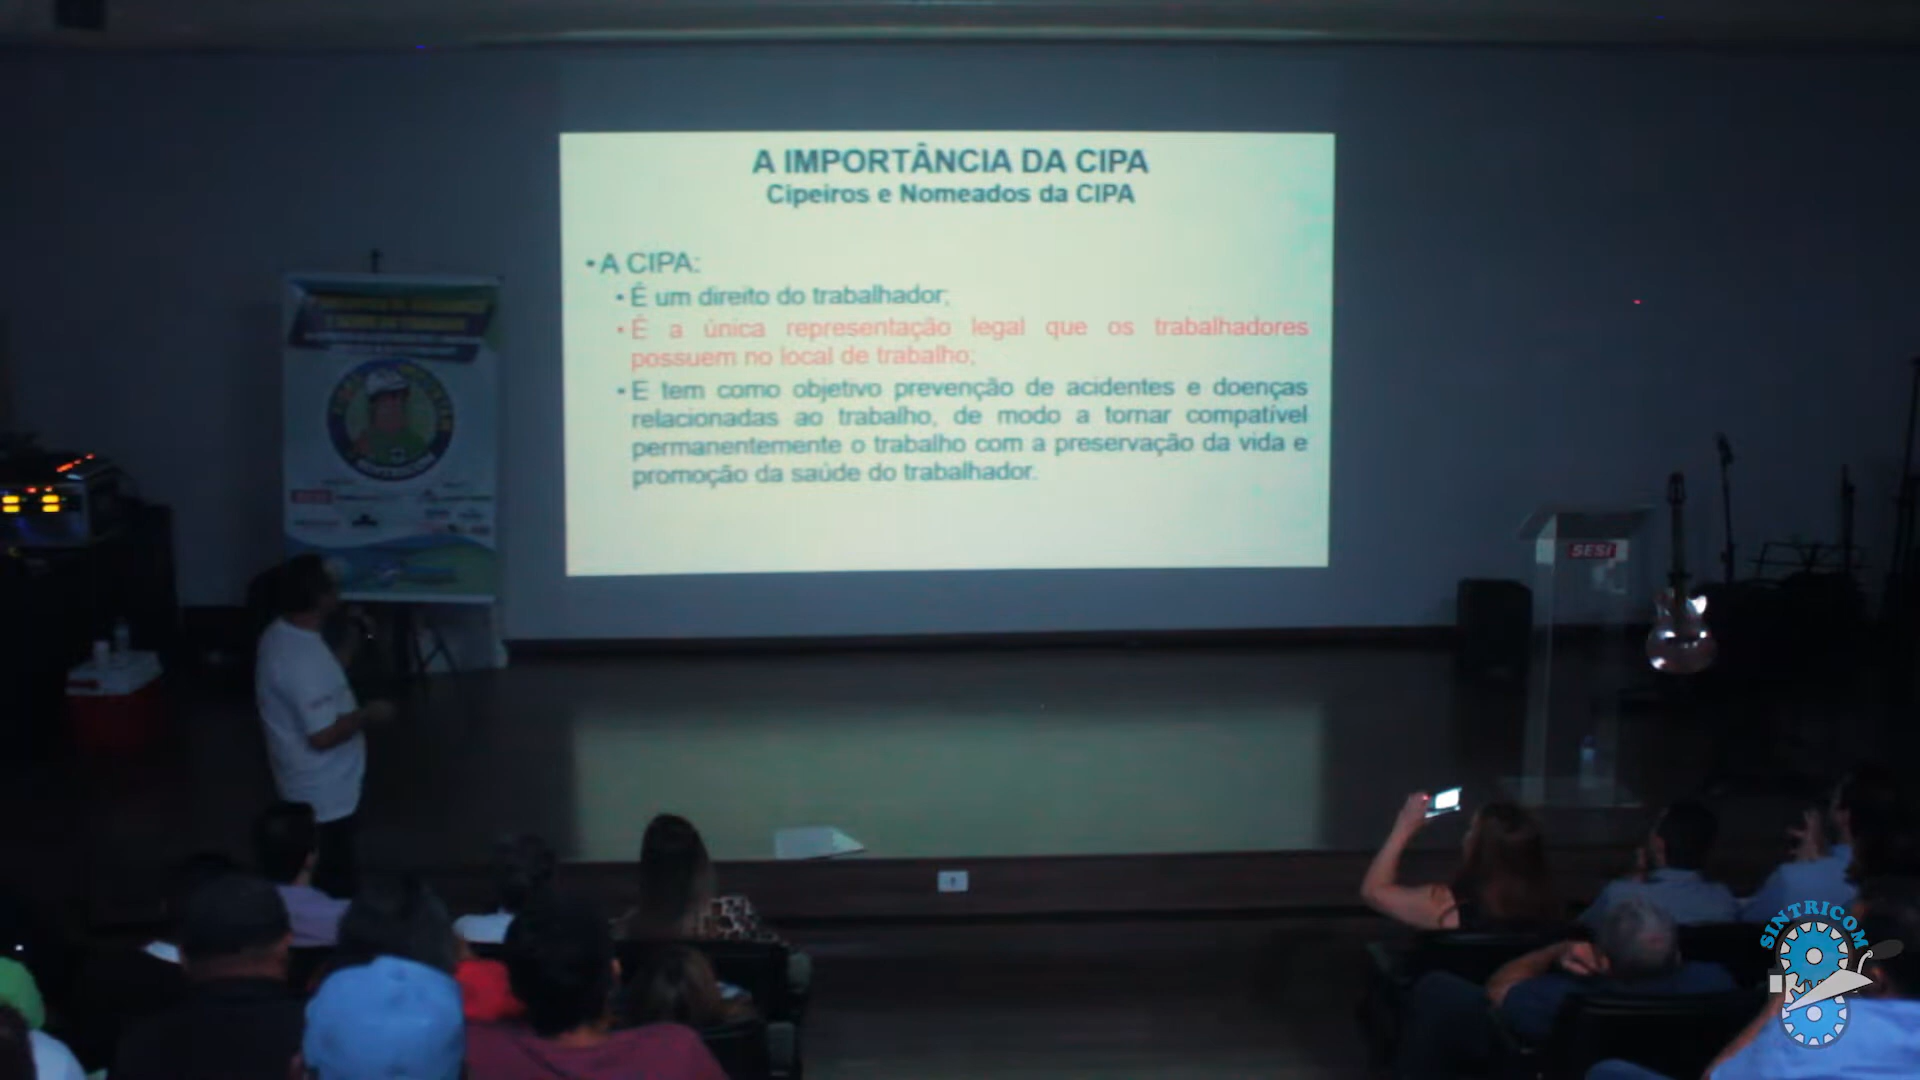 A IMPORTÂNCIA DA CIPA
Cipeiros e Nomeados da CIPA
• A CIPA:
• É um direito do trabalhador;
• É a única representação legal que os trabalhadores
possuem no local de trabalho;
• E tem como objetivo prevenção de acidentes e doenças
relacionadas ao trabalho, de modo a tornar compatível
permanentemente o trabalho com a preservação da vida e
promoção da saúde do trabalhador.
SESI
SESI
SINTRICOM